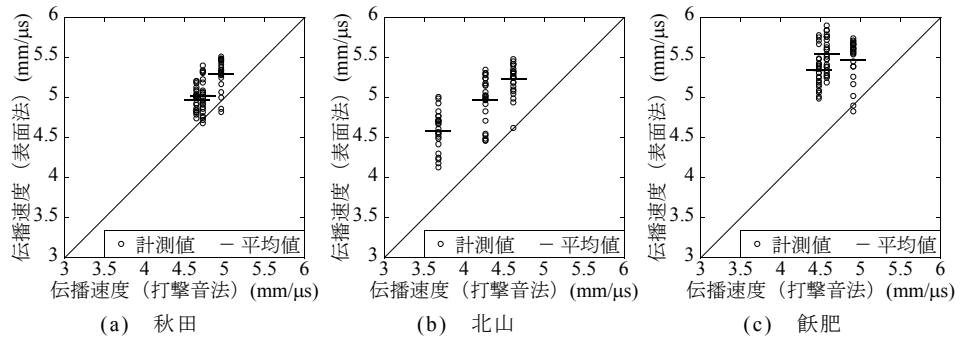 伝播速度（表面法）(mm/μs)
6
5.5
5
4.5
4
3.5
3
○ 計測値 ― 平均値
3 3.5 4 4.5 5 5.5 6
伝播速度（打撃音法）(mm/μs)
(a) 秋田
伝播速度（表面法）(mm/μs)
6
5.5
5
4.5
4
3.5
3
○ 計測値 ― 平均値
3 3.5 4 4.5 5 5.5 6
伝播速度（打撃音法）(mm/μs)
(b) 北山
伝播速度（表面法）(mm/μs)
6
5.5
5
4.5
4
3.5
3
○ 計測値 ― 平均値
3 3.5 4 4.5 5 5.5 6
伝播速度（打撃音法）(mm/μs)
(c) 飫肥